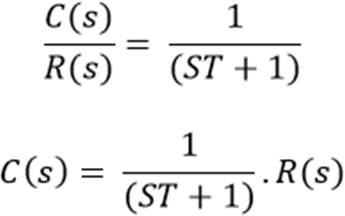 C(s)/R(s) = 1/(ST + 1)
C(s) = 1/(ST + 1) . R(s)